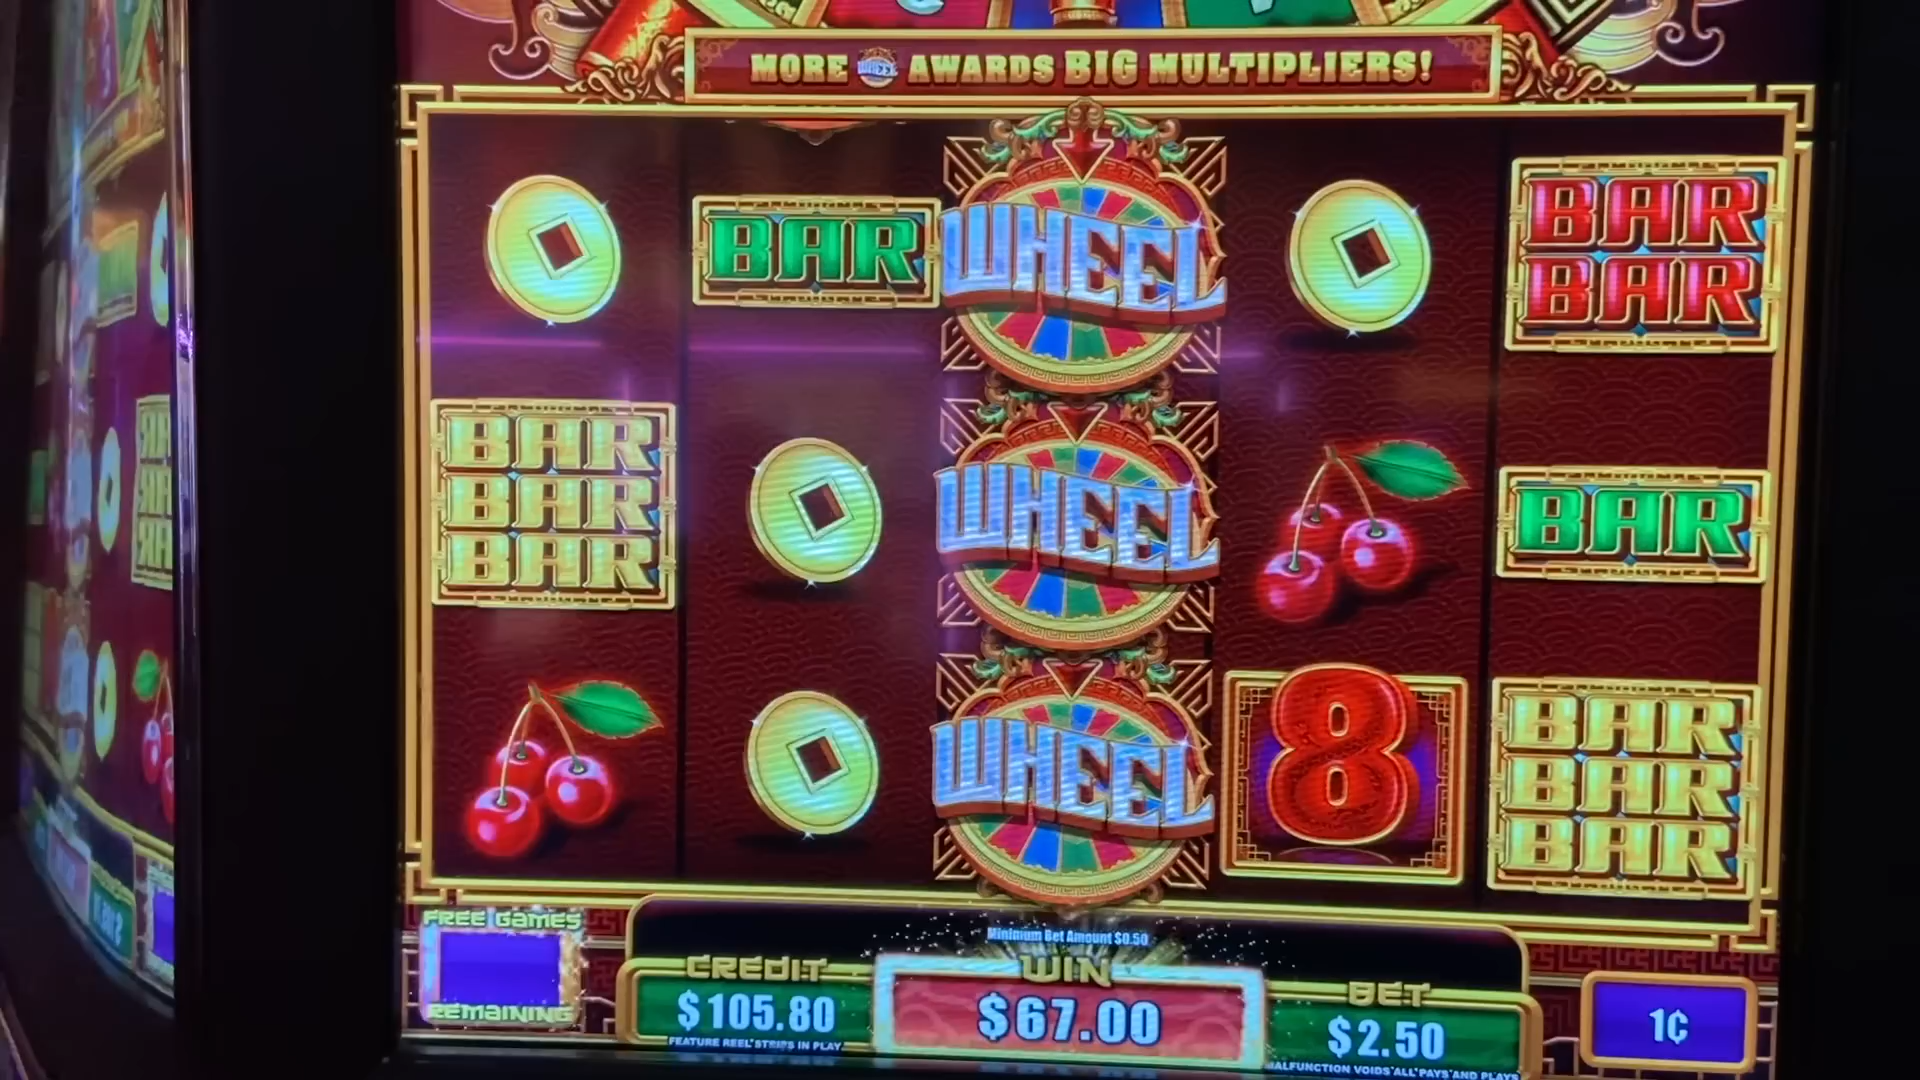 MORE WHEEL AWARDS BIG MULTIPLIERS!
BAR
WHEEL
BAR
BAR
BAR
BAR
BAR
WHEEL
BAR
WHEEL
8
BAR
BAR
BAR
FREE GAMES
REMAINING
Minimum Bet Amount $0.50
CREDIT
$105.80
FEATURE REEL STRIPS IN PLAY
WIN
$67.00
BET
$2.50
MALFUNCTION VOIDS ALL PAYS AND PLAYS
1¢